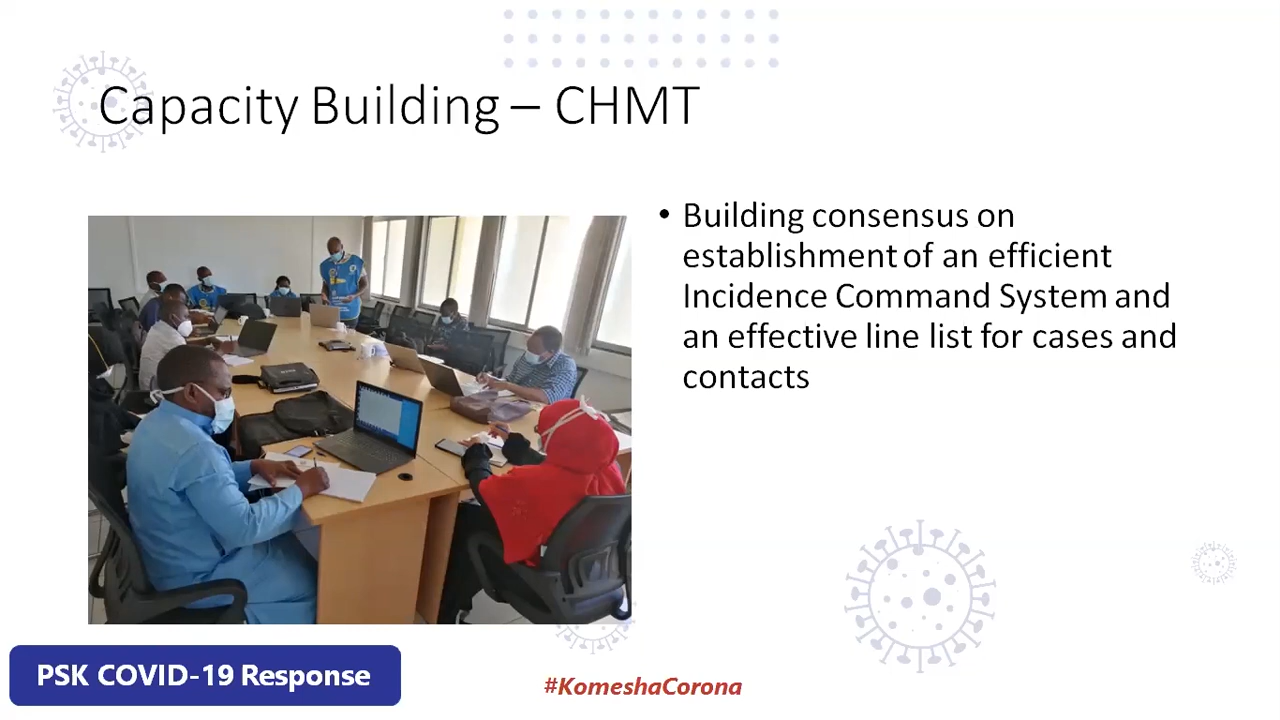 Capacity Building – CHMT
• Building consensus on
establishment of an efficient
Incidence Command System and
an effective line list for cases and
contacts
PSK COVID-19 Response
#KomeshaCorona